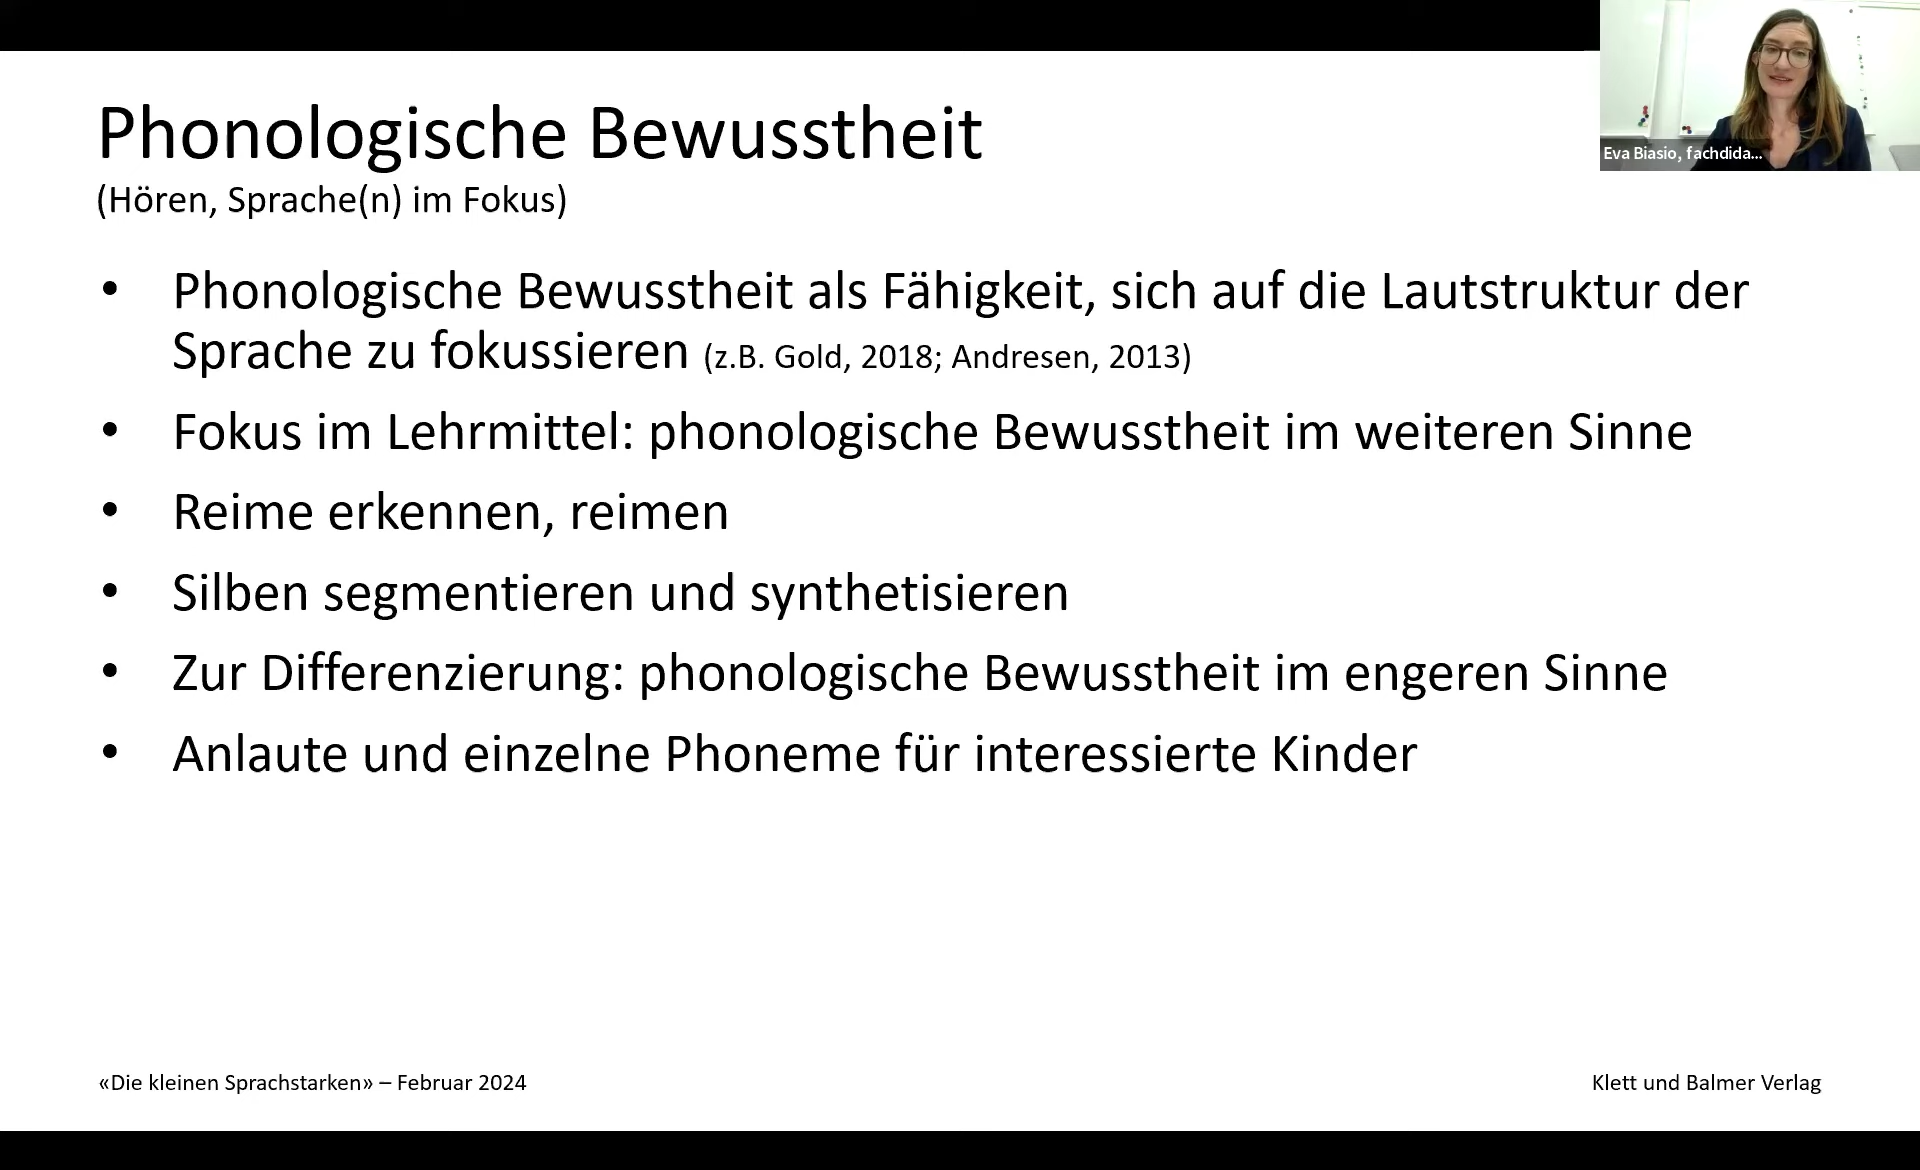 Phonologische Bewusstheit
(Hören, Sprache(n) im Fokus)
• Phonologische Bewusstheit als Fähigkeit, sich auf die Lautstruktur der
Sprache zu fokussieren (z.B. Gold, 2018; Andresen, 2013)
• Fokus im Lehrmittel: phonologische Bewusstheit im weiteren Sinne
• Reime erkennen, reimen
• Silben segmentieren und synthetisieren
• Zur Differenzierung: phonologische Bewusstheit im engeren Sinne
• Anlaute und einzelne Phoneme für interessierte Kinder
Eva Biasio, fachdida...
«Die kleinen Sprachstarken» – Februar 2024
Klett und Balmer Verlag